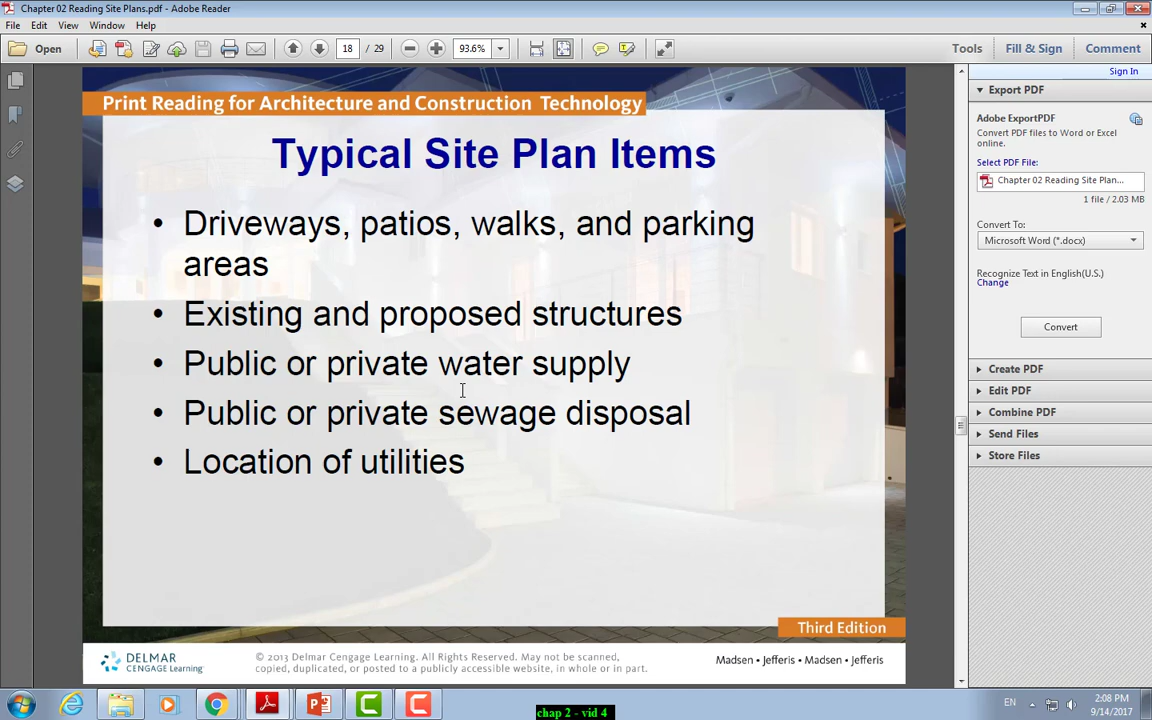 Chapter 02 Reading Site Plans.pdf - Adobe Reader
File Edit View Window Help
Open 18 / 29 93.6% Tools Fill & Sign Comment
Sign In
Print Reading for Architecture and Construction Technology
Typical Site Plan Items
• Driveways, patios, walks, and parking
areas
• Existing and proposed structures
• Public or private water supply
• Public or private sewage disposal
• Location of utilities
Third Edition
DELMAR
CENGAGE Learning
© 2013 Delmar Cengage Learning. All Rights Reserved. May not be scanned,
copied, duplicated, or posted to a publicly accessible website, in whole or in part.
Madsen • Jefferis • Madsen • Jefferis
Export PDF
Adobe ExportPDF
Convert PDF files to Word or Excel
online.
Select PDF File:
Chapter 02 Reading Site Plan...
1 file / 2.03 MB
Convert To:
Microsoft Word (*.docx)
Recognize Text in English(U.S.)
Change
Convert
Create PDF
Edit PDF
Combine PDF
Send Files
Store Files
chap 2 - vid 4
EN
2:08 PM
9/14/2017